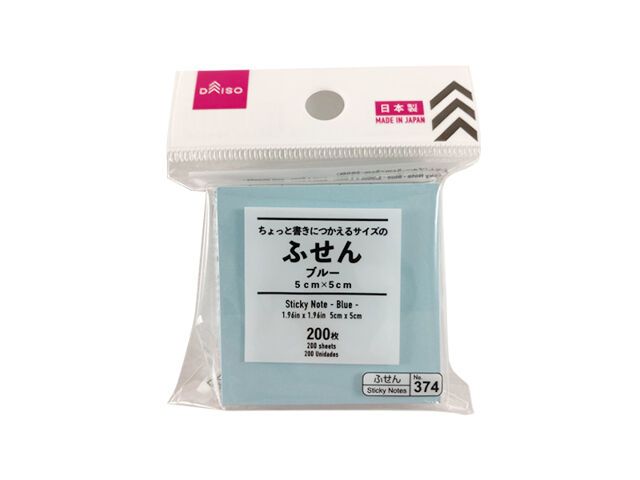 DAISO
日本製
MADE IN JAPAN
ちょっと書きにつかえるサイズの
ふせん
ブルー
5cm×5cm
Sticky Note - Blue -
1.96in x 1.96in 5cm x 5cm
200枚
200 sheets
200 Unidades
ふせん
Sticky Notes
No.
374